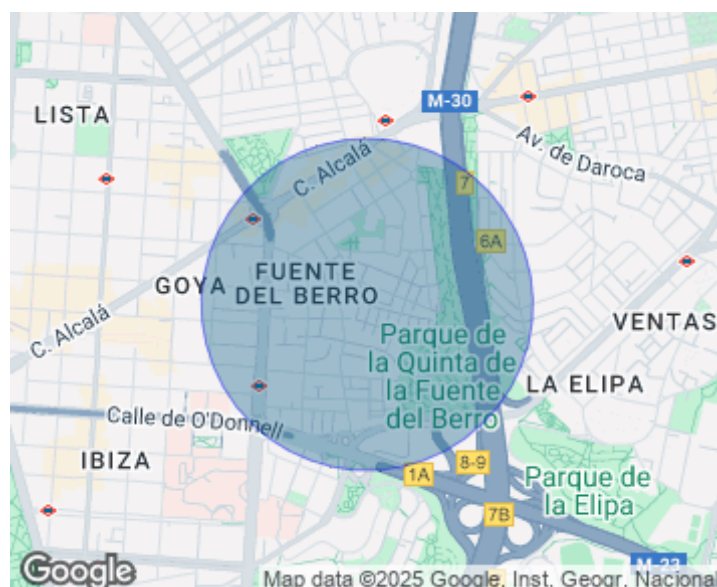 M-30
LISTA
Av. de Daroca
C. Alcalá
7
6A
FUENTE
DEL BERRO
GOYA
C. Alcalá
VENTAS
Parque de
la Quinta de
la Fuente
del Berro
LA ELIPA
Calle de O'Donnell
IBIZA
8-9
1A
Parque de
la Elipa
7B
M-23
Google
Map data ©2025 Google, Inst. Geogr. Nacional